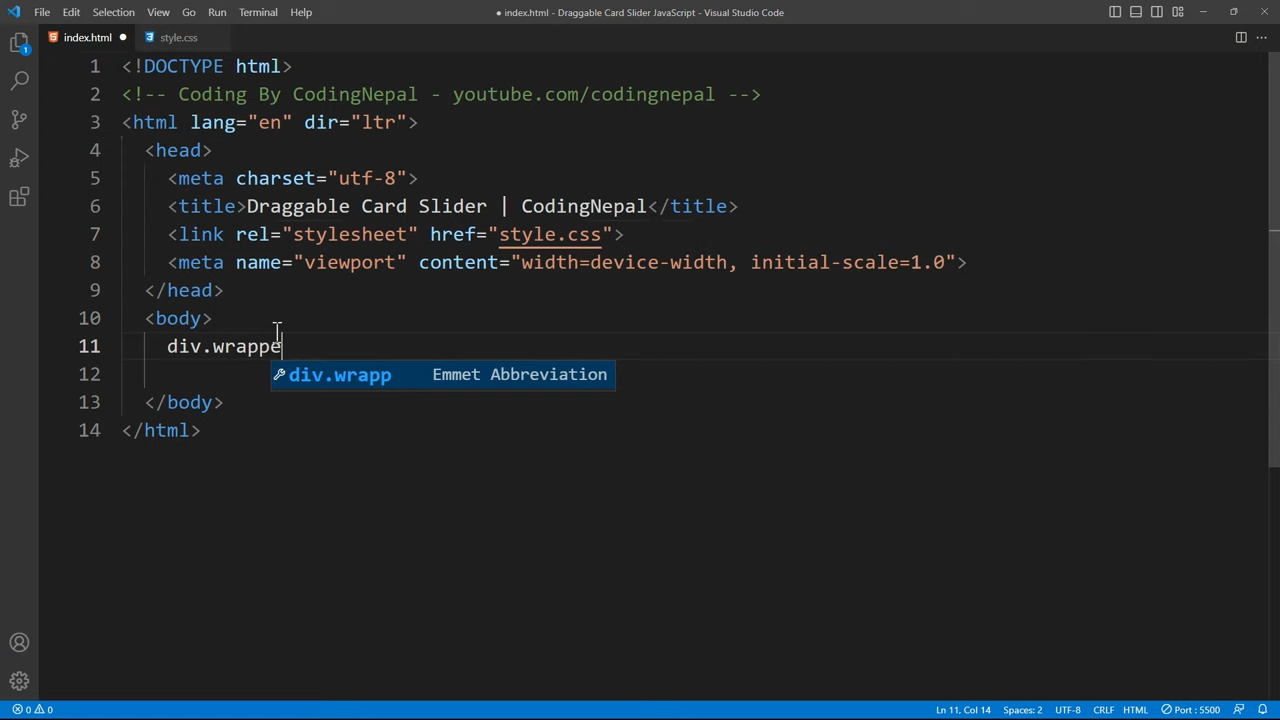 File Edit Selection View Go Run Terminal Help
● index.html - Draggable Card Slider JavaScript - Visual Studio Code
index.html ● style.css
1 <!DOCTYPE html>
2 <!-- Coding By CodingNepal - youtube.com/codingnepal -->
3 <html lang="en" dir="ltr">
4 <head>
5 <meta charset="utf-8">
6 <title>Draggable Card Slider | CodingNepal</title>
7 <link rel="stylesheet" href="style.css">
8 <meta name="viewport" content="width=device-width, initial-scale=1.0">
9 </head>
10 <body>
11 div.wrappe
12 div.wrapp Emmet Abbreviation
13 </body>
14 </html>
1
0 0 Ln 11, Col 14 Spaces: 2 UTF-8 CRLF HTML Port : 5500